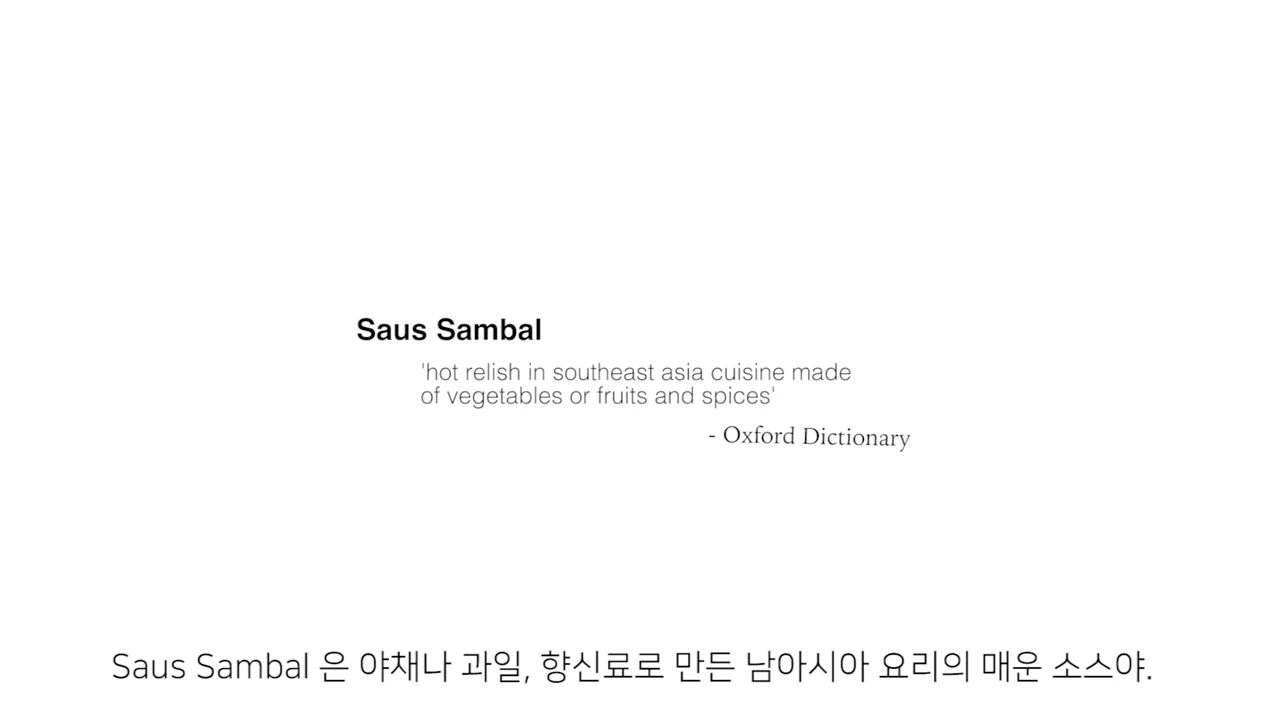 Saus Sambal
'hot relish in southeast asia cuisine made
of vegetables or fruits and spices'
- Oxford Dictionary
Saus Sambal 은 야채나 과일, 향신료로 만든 남아시아 요리의 매운 소스야.